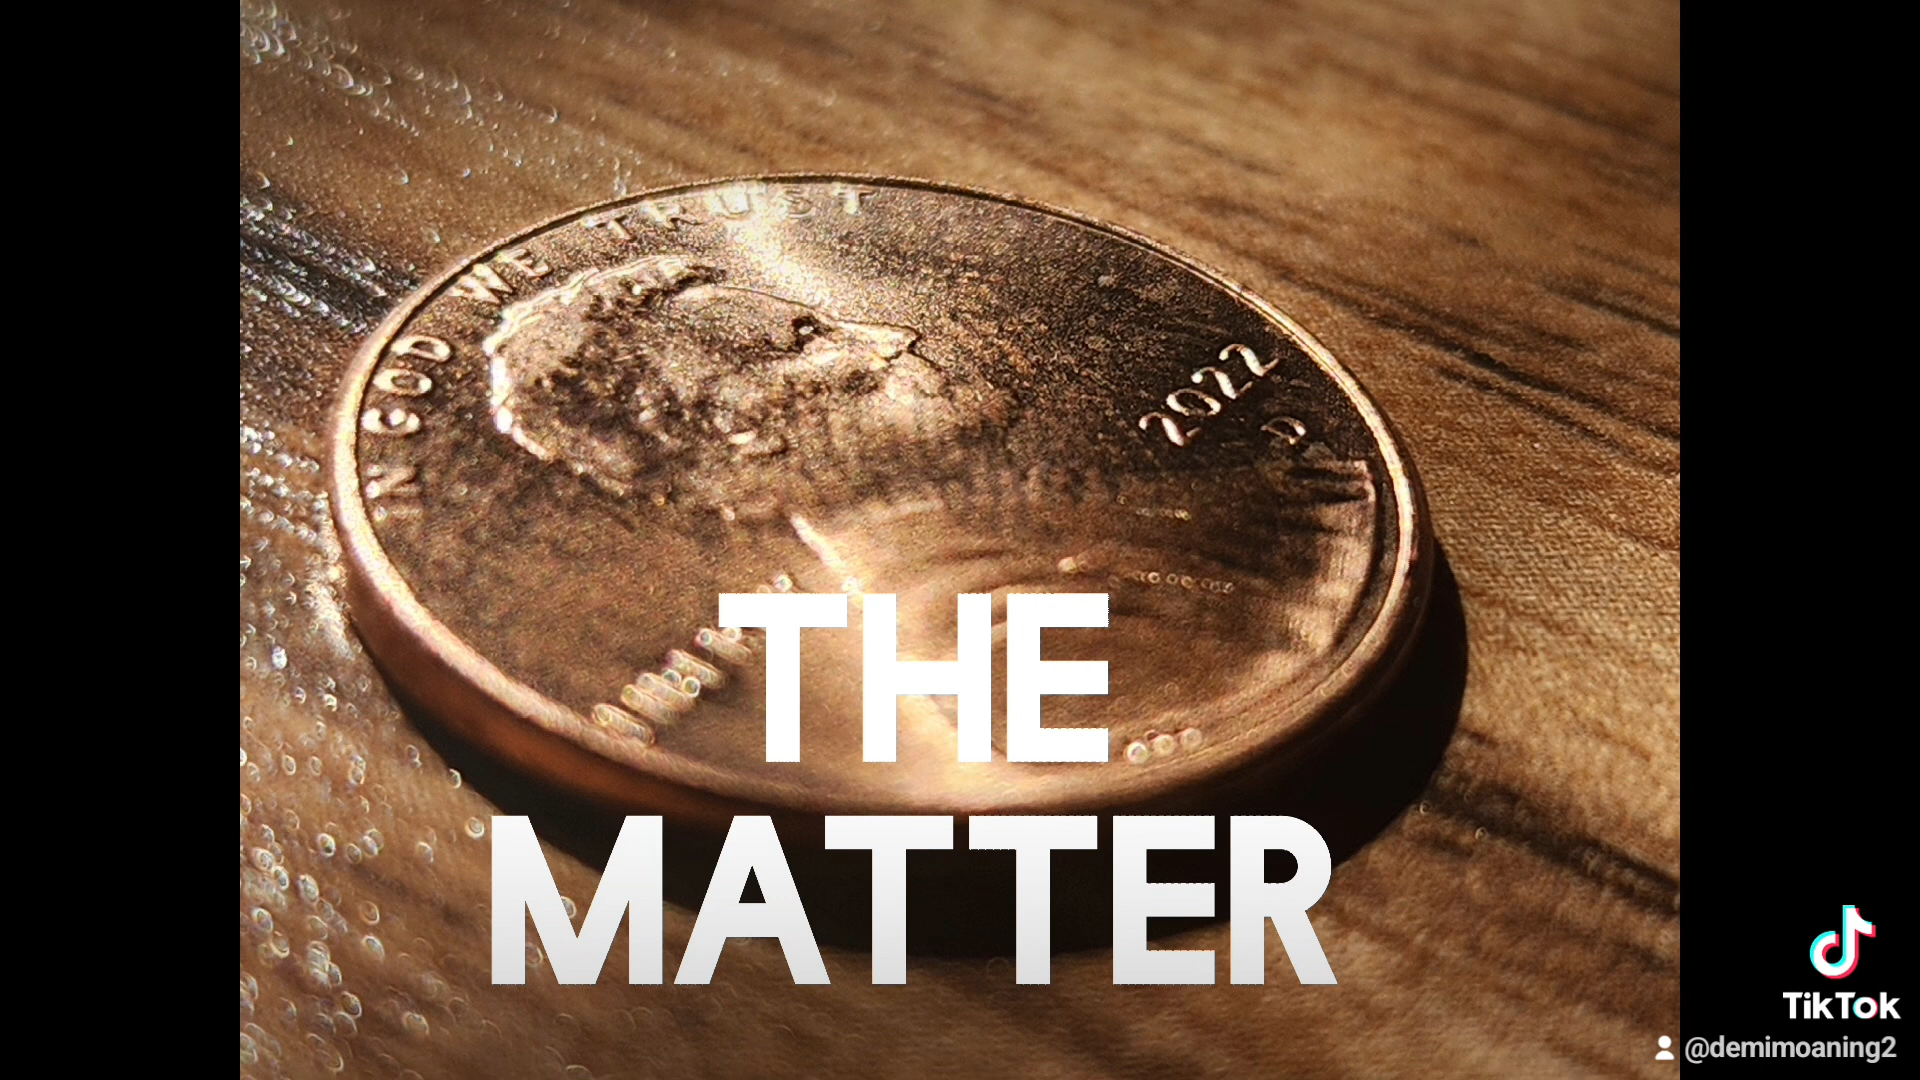 IN GOD WE TRUST
2022
D
THE
MATTER
TikTok
@demimoaning2